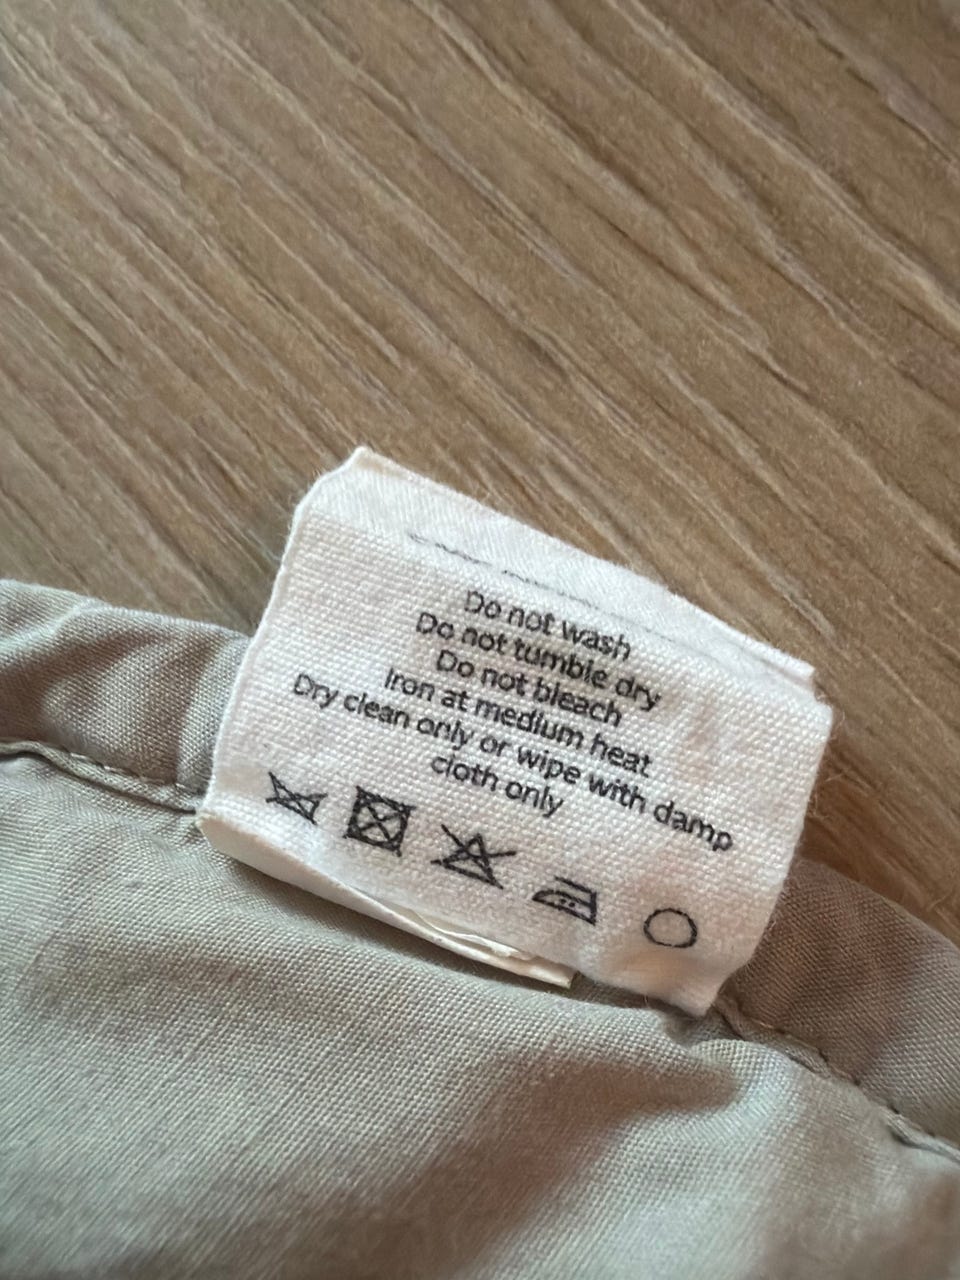 Do not wash
Do not tumble dry
Do not bleach
Iron at medium heat
Dry clean only or wipe with damp
cloth only